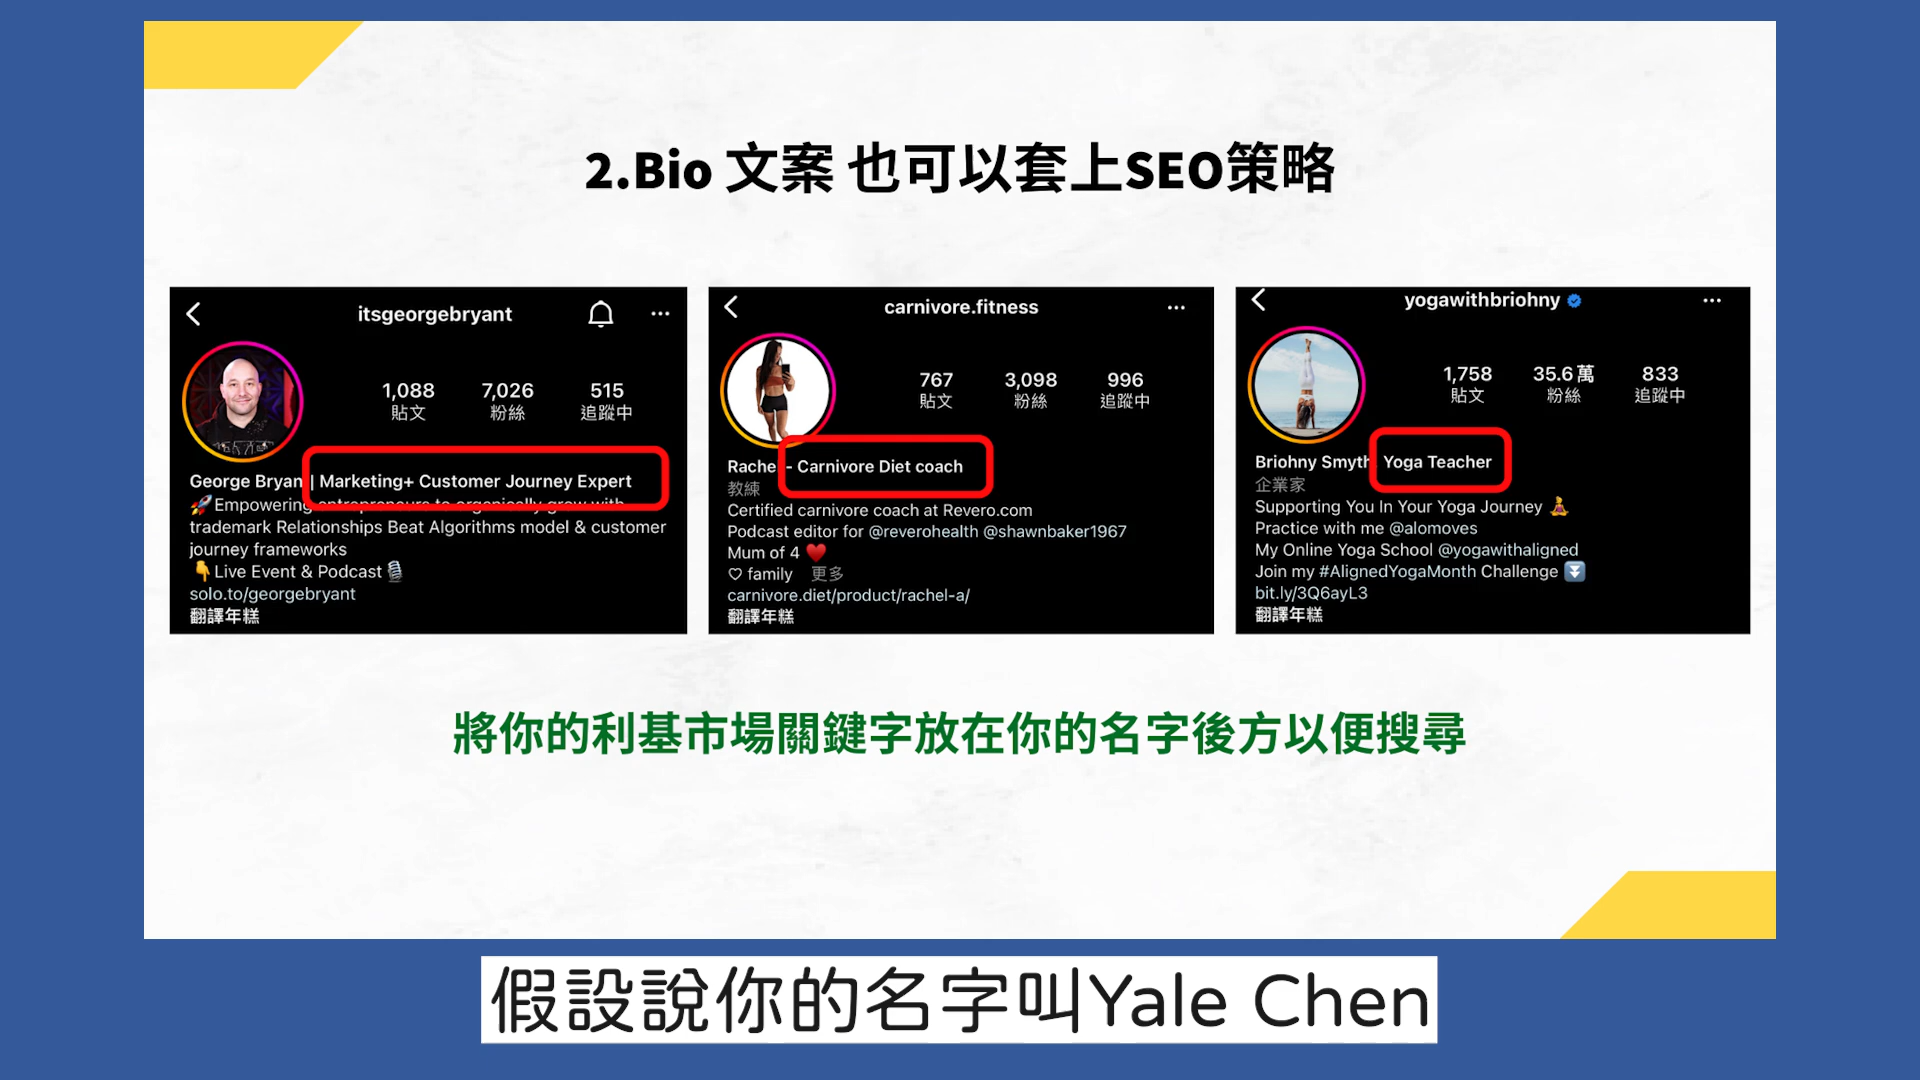 2.Bio 文案 也可以套上SEO策略
itsgeorgebryant
1,088 7,026 515
貼文 粉絲 追蹤中
George Bryan | Marketing+ Customer Journey Expert
🚀Empowering entrepreneurs to organically grow with
trademark Relationships Beat Algorithms model & customer
journey frameworks
👇Live Event & Podcast🎙️
solo.to/georgebryant
翻譯年糕
carnivore.fitness
767 3,098 996
貼文 粉絲 追蹤中
Rachel - Carnivore Diet coach
教練
Certified carnivore coach at Revero.com
Podcast editor for @reverohealth @shawnbaker1967
Mum of 4 ❤️
♡ family 更多
carnivore.diet/product/rachel-a/
翻譯年糕
yogawithbriohny
1,758 35.6萬 833
貼文 粉絲 追蹤中
Briohny Smyth Yoga Teacher
企業家
Supporting You In Your Yoga Journey 🧘
Practice with me @alomoves
My Online Yoga School @yogawithaligned
Join my #AlignedYogaMonth Challenge ⏬
bit.ly/3Q6ayL3
翻譯年糕
將你的利基市場關鍵字放在你的名字後方以便搜尋
假設說你的名字叫Yale Chen